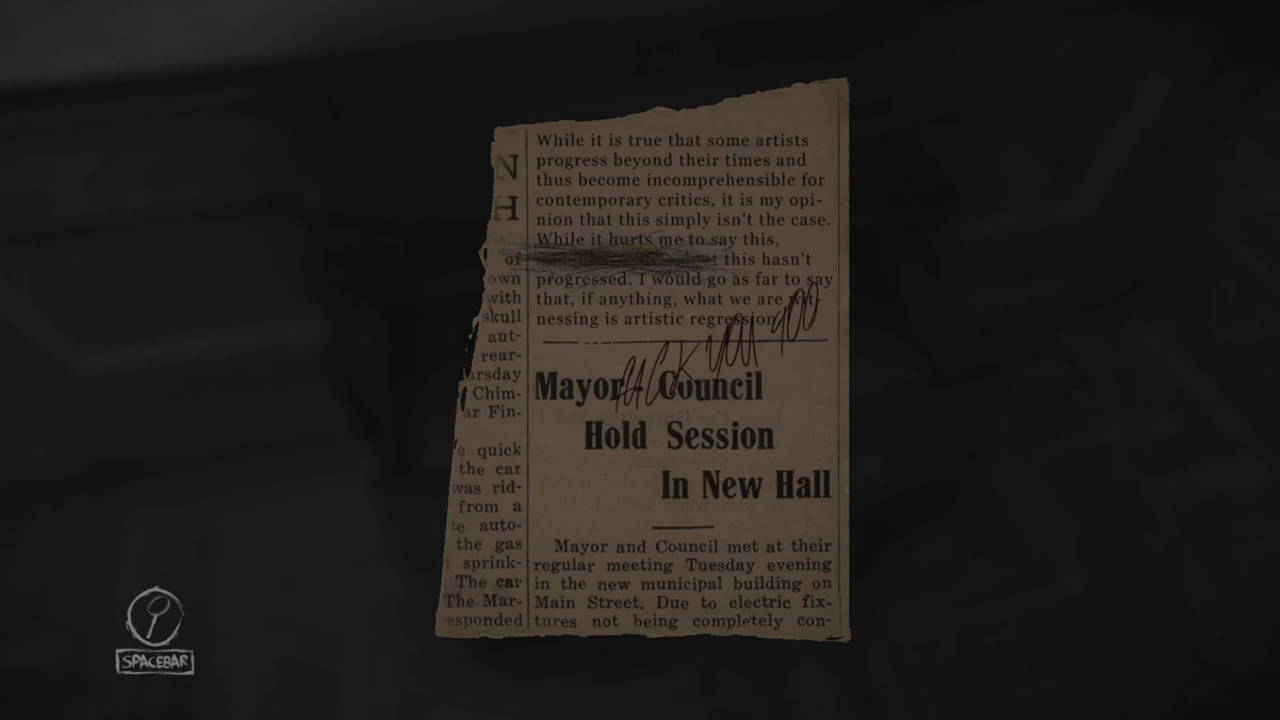 N
H
of
own
with
skull
aut-
rear-
ursday
Chim-
ar Fin-
e quick
the car
was rid-
from a
auto-
the gas
sprink-
The car
The Mar-
esponded
While it is true that some artists
progress beyond their times and
thus become incomprehensible for
contemporary critics, it is my opi-
nion that this simply isn't the case.
While it hurts me to say this,
this hasn't
progressed. I would go as far to say
that, if anything, what we are wit-
nessing is artistic regression.
FUCK YOU TOO
Mayor - Council
Hold Session
In New Hall
Mayor and Council met at their
regular meeting Tuesday evening
in the new municipal building on
Main Street. Due to electric fix-
tures not being completely con-
SPACEBAR